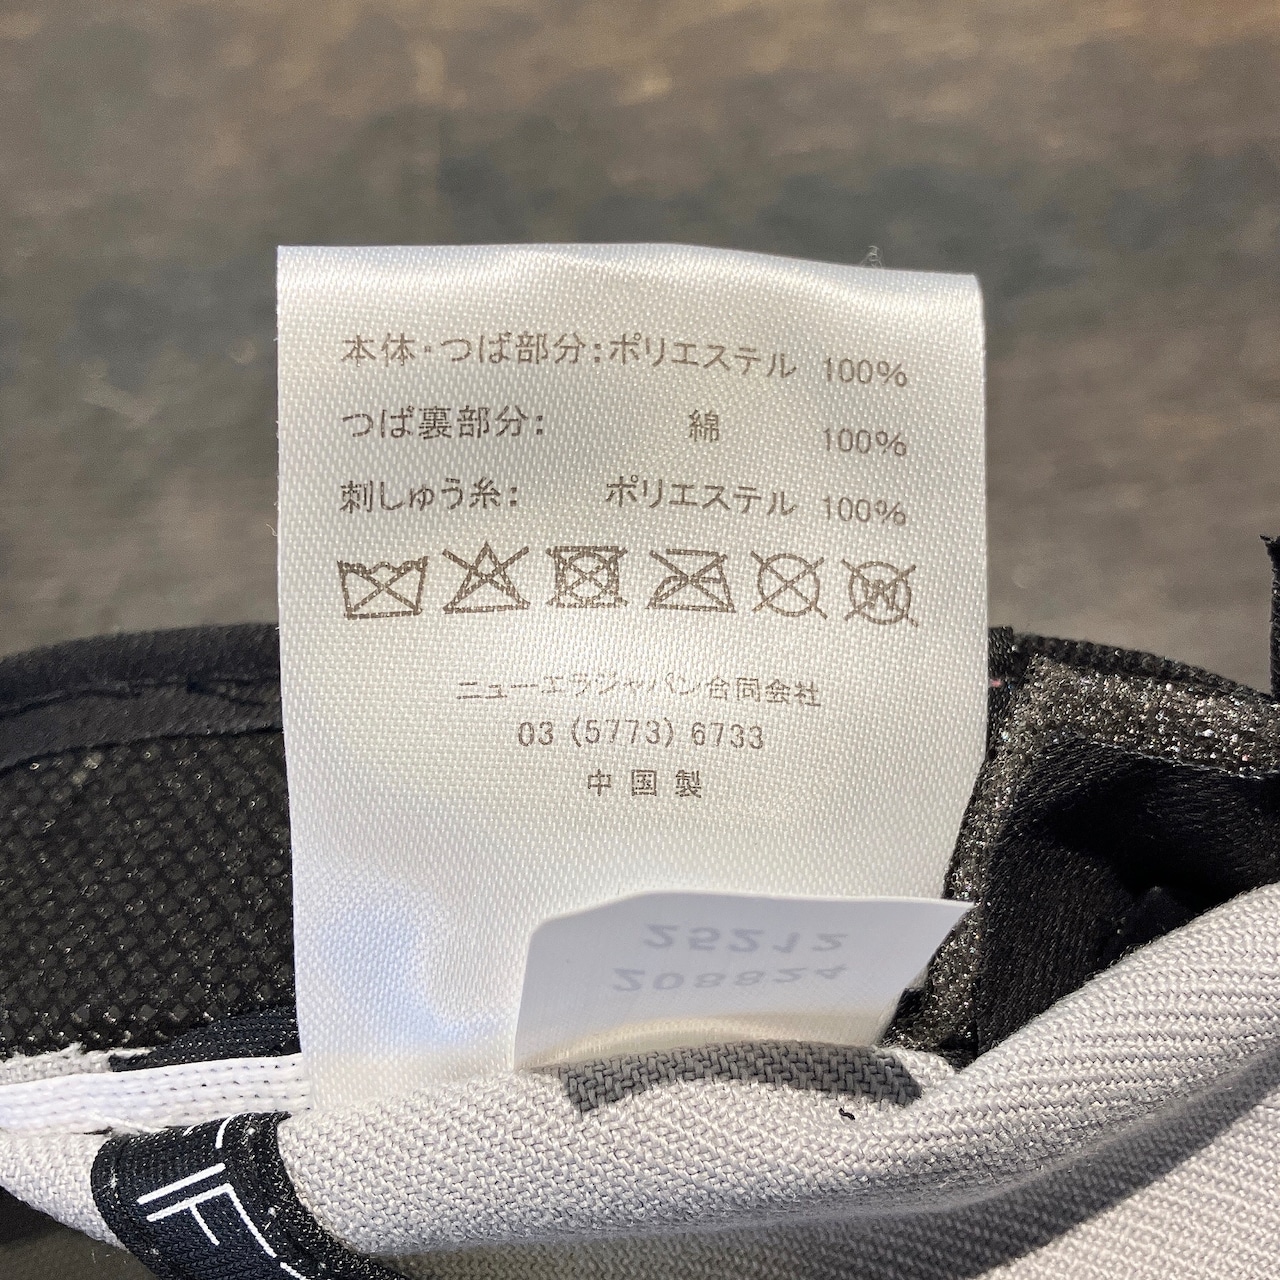 本体・つば部分:ポリエステル 100%
つば裏部分: 綿 100%
刺しゅう糸: ポリエステル 100%
ニューエラジャパン合同会社
03 (5773) 6733
中国製
25212
208824